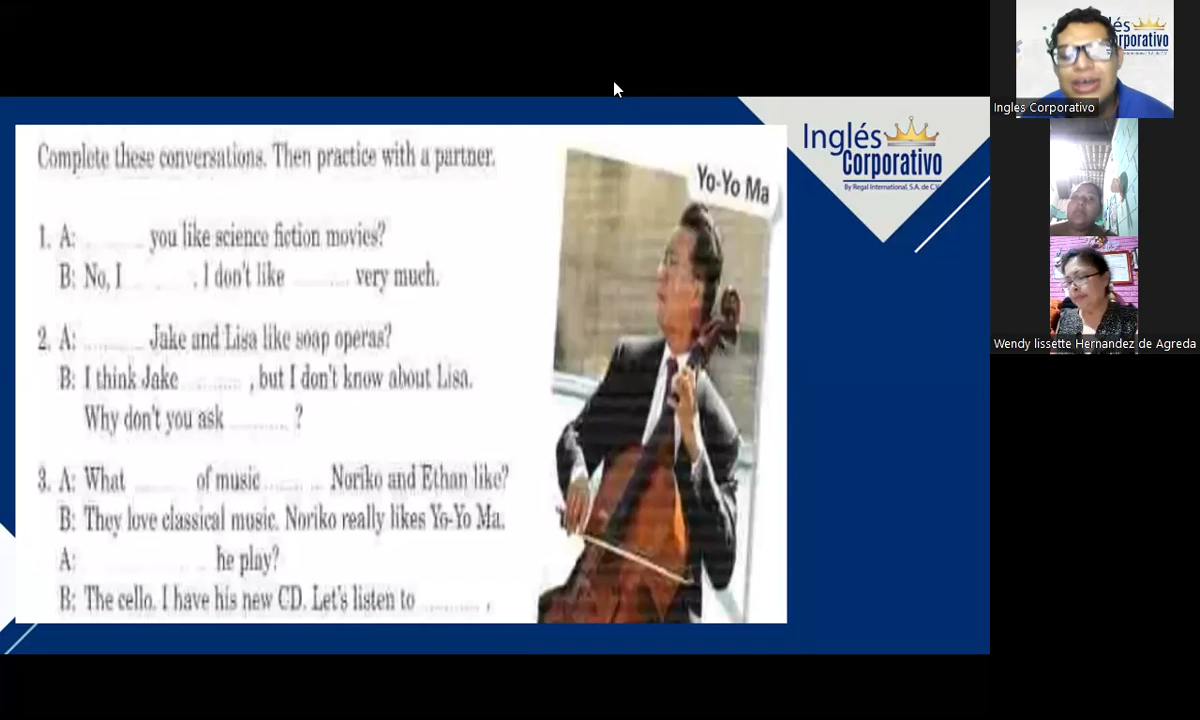 Complete these conversations. Then practice with a partner.
1. A: ........ you like science fiction movies?
B: No, I ........ . I don't like ........ very much.
2. A: ........ Jake and Lisa like soap operas?
B: I think Jake ........ , but I don't know about Lisa.
Why don't you ask ........ ?
3. A: What ........ of music ........ Noriko and Ethan like?
B: They love classical music. Noriko really likes Yo-Yo Ma.
A: ........ he play?
B: The cello. I have his new CD. Let's listen to ........ .
Yo-Yo Ma
Inglés
Corporativo
By Regal International, S.A. de C.V.
lés
orporativo
Ingles Corporativo
Wendy lissette Hernandez de Agreda